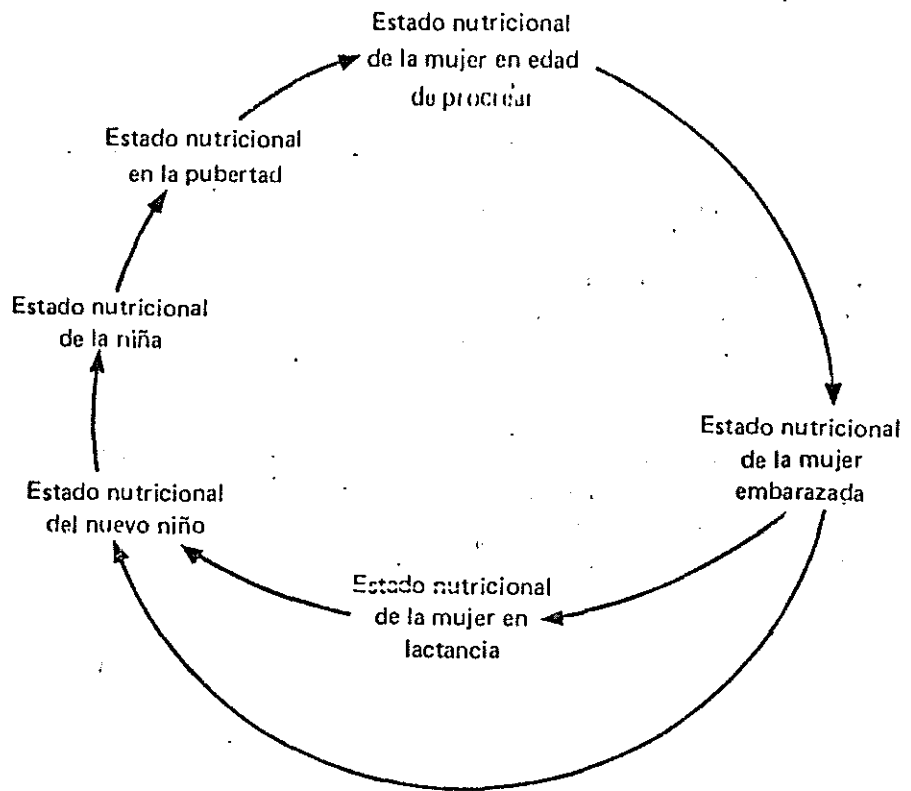 Estado nutricional
de la mujer en edad
de procrear
Estado nutricional
en la pubertad
Estado nutricional
de la niña
Estado nutricional
de la mujer
embarazada
Estado nutricional
del nuevo niño
Estado nutricional
de la mujer en
lactancia